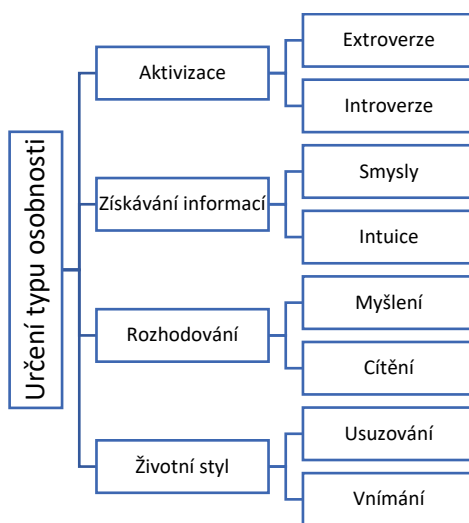 Určení typu osobnosti
Aktivizace
Extroverze
Introverze
Získávání informací
Smysly
Intuice
Rozhodování
Myšlení
Cítění
Životní styl
Usuzování
Vnímání